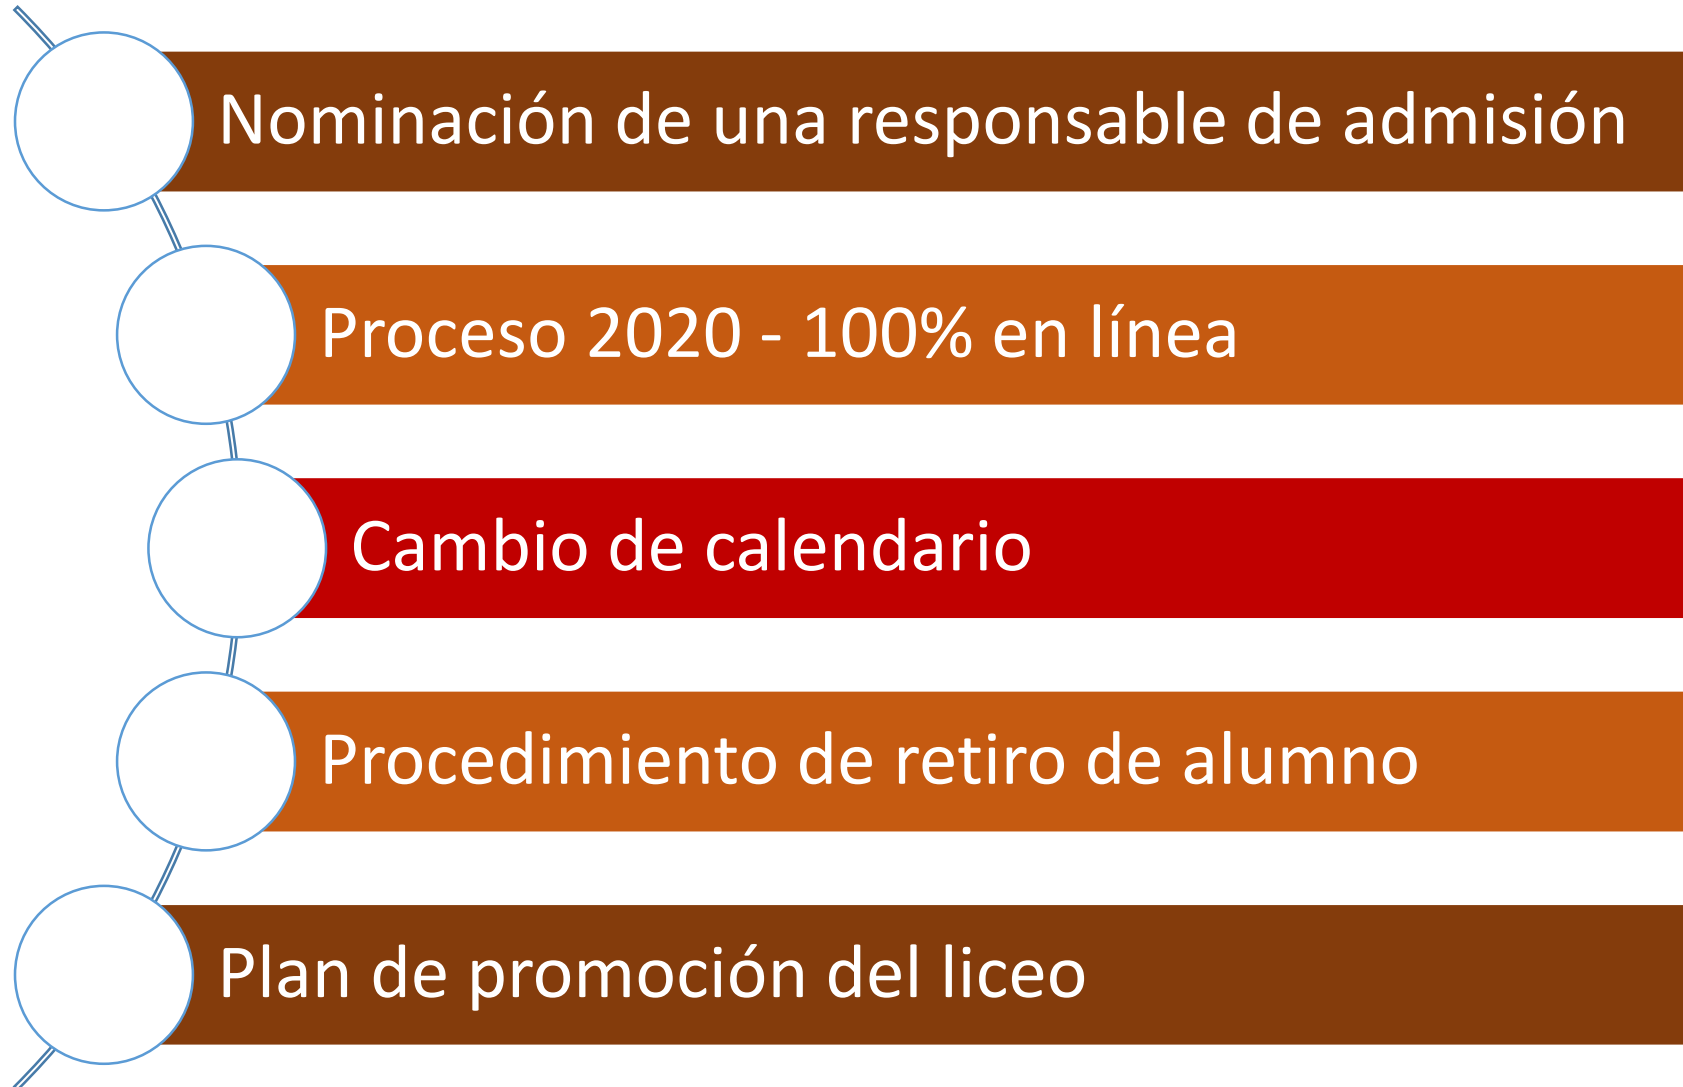 Nominación de una responsable de admisión
Proceso 2020 - 100% en línea
Cambio de calendario
Procedimiento de retiro de alumno
Plan de promoción del liceo